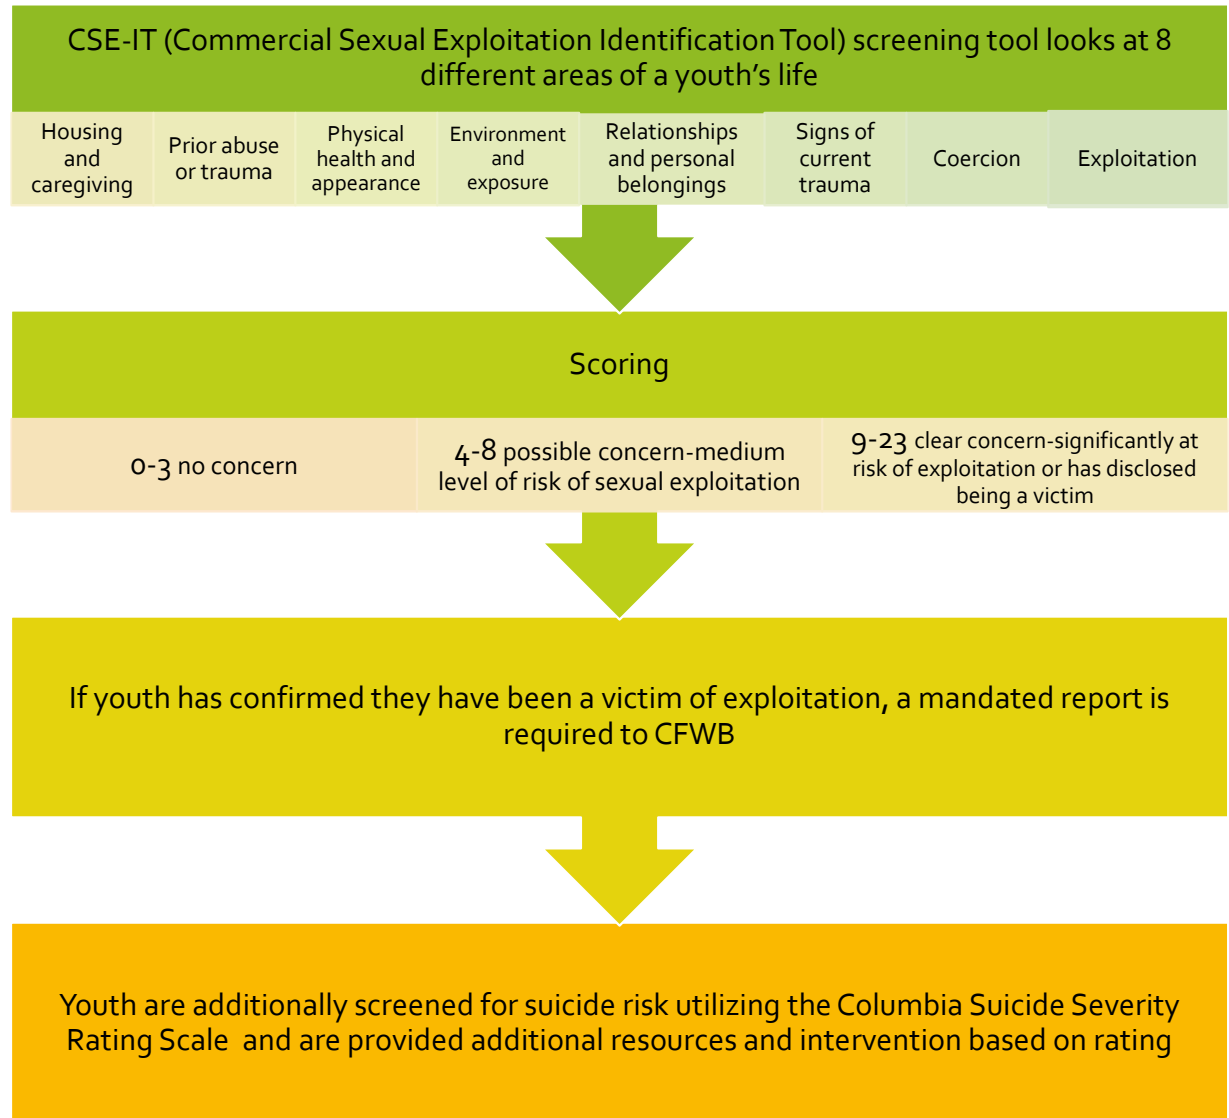 CSE-IT (Commercial Sexual Exploitation Identification Tool) screening tool looks at 8
different areas of a youth's life
Housing
and
caregiving
Prior abuse
or trauma
Physical
health and
appearance
Environment
and
exposure
Relationships
and personal
belongings
Signs of
current
trauma
Coercion
Exploitation
Scoring
0-3 no concern
4-8 possible concern-medium
level of risk of sexual exploitation
9-23 clear concern-significantly at
risk of exploitation or has disclosed
being a victim
If youth has confirmed they have been a victim of exploitation, a mandated report is
required to CFWB
Youth are additionally screened for suicide risk utilizing the Columbia Suicide Severity
Rating Scale and are provided additional resources and intervention based on rating